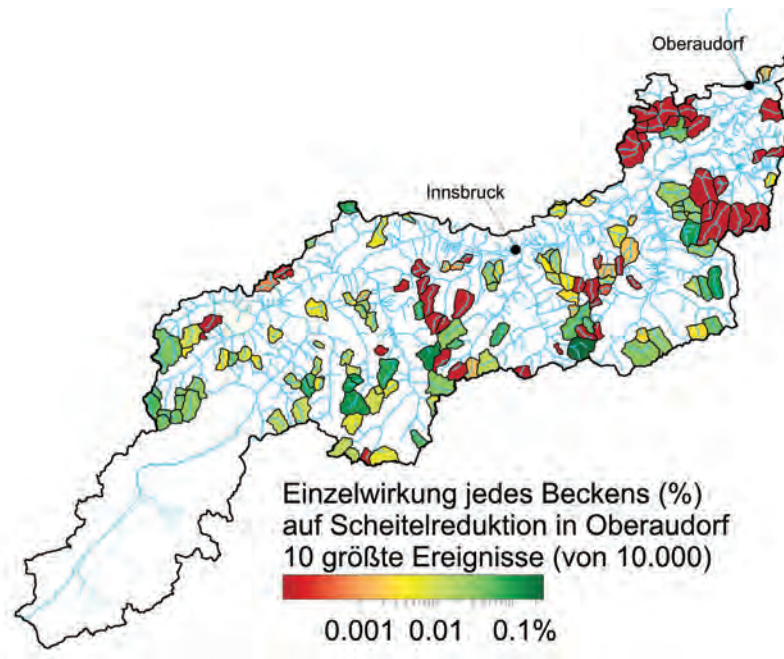 Oberaudorf
Innsbruck
Einzelwirkung jedes Beckens (%)
auf Scheitelreduktion in Oberaudorf
10 größte Ereignisse (von 10.000)
0.001 0.01 0.1%